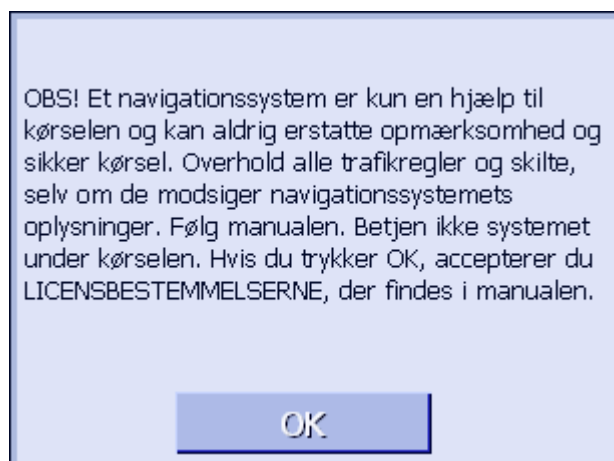 OBS! Et navigationssystem er kun en hjælp til
kørselen og kan aldrig erstatte opmærksomhed og
sikker kørsel. Overhold alle trafikregler og skilte,
selv om de modsiger navigationssystemets
oplysninger. Følg manualen. Betjen ikke systemet
under kørselen. Hvis du trykker OK, accepterer du
LICENSBESTEMMELSERNE, der findes i manualen.
OK